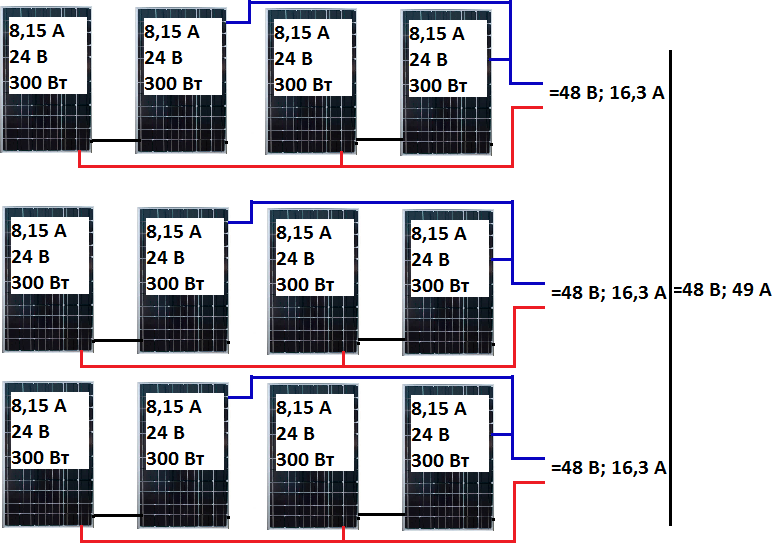 8,15 А
24 В
300 Вт
8,15 А
24 В
300 Вт
8,15 А
24 В
300 Вт
8,15 А
24 В
300 Вт
=48 В; 16,3 А
8,15 А
24 В
300 Вт
8,15 А
24 В
300 Вт
8,15 А
24 В
300 Вт
8,15 А
24 В
300 Вт
=48 В; 16,3 А
=48 В; 49 А
8,15 А
24 В
300 Вт
8,15 А
24 В
300 Вт
8,15 А
24 В
300 Вт
8,15 А
24 В
300 Вт
=48 В; 16,3 А